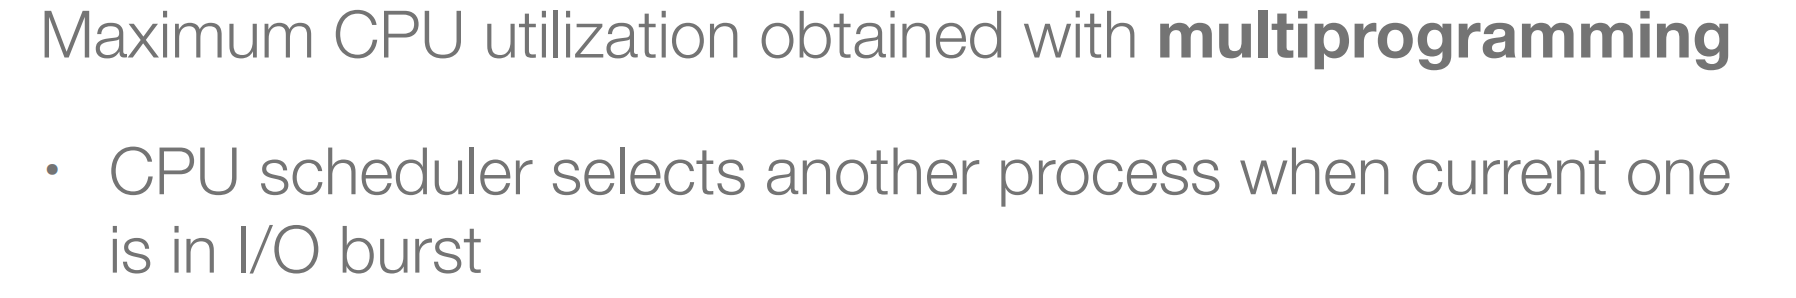 Maximum CPU utilization obtained with multiprogramming
• CPU scheduler selects another process when current one
is in I/O burst